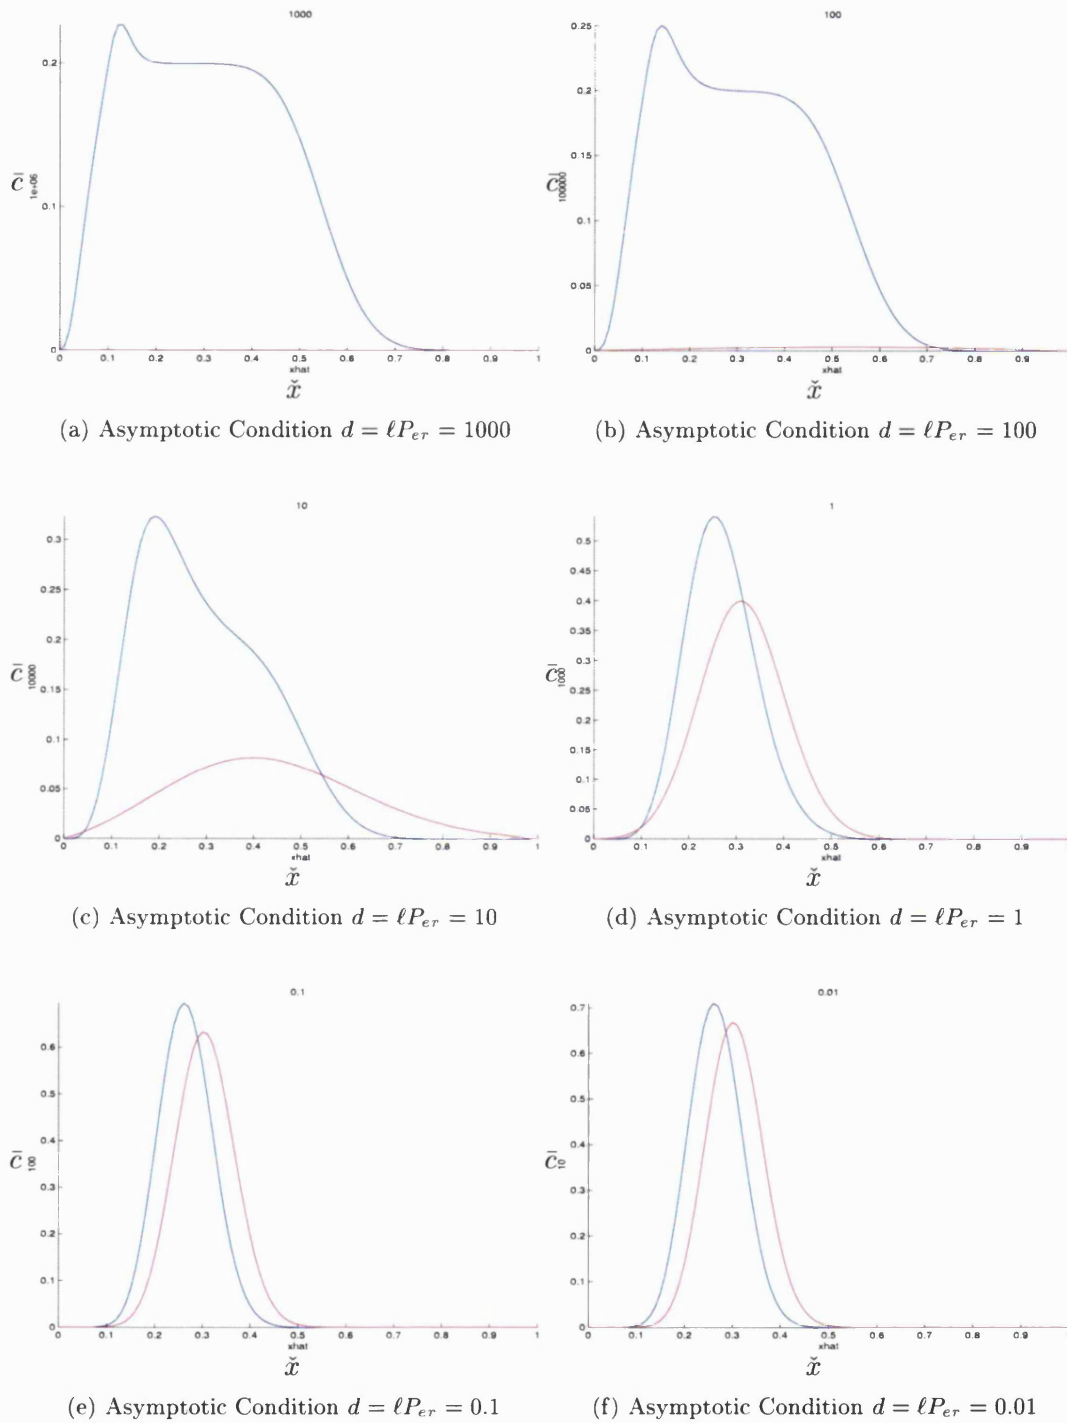 1000
0.2
0.1
0
c̄
1e+06
0 0.1 0.2 0.3 0.4 0.5 0.6 0.7 0.8 0.9 1
xhat
x̌
(a) Asymptotic Condition d = ℓPer = 1000
100
0.25
0.2
0.15
0.1
0.05
0
c̄
100000
0 0.1 0.2 0.3 0.4 0.5 0.6 0.7 0.8 0.9
xhat
x̌
(b) Asymptotic Condition d = ℓPer = 100
10
0.3
0.25
0.2
0.15
0.1
0.05
0
c̄
10000
0 0.1 0.2 0.3 0.4 0.5 0.6 0.7 0.8 0.9 1
xhat
x̌
(c) Asymptotic Condition d = ℓPer = 10
1
0.5
0.45
0.4
0.35
0.3
0.25
0.2
0.15
0.1
0.05
0
c̄
1000
0 0.1 0.2 0.3 0.4 0.5 0.6 0.7 0.8 0.9
xhat
x̌
(d) Asymptotic Condition d = ℓPer = 1
0.1
0.6
0.5
0.4
0.3
0.2
0.1
0
c̄
100
0 0.1 0.2 0.3 0.4 0.5 0.6 0.7 0.8 0.9 1
xhat
x̌
(e) Asymptotic Condition d = ℓPer = 0.1
0.01
0.7
0.6
0.5
0.4
0.3
0.2
0.1
0
c̄
10
0 0.1 0.2 0.3 0.4 0.5 0.6 0.7 0.8 0.9
xhat
x̌
(f) Asymptotic Condition d = ℓPer = 0.01